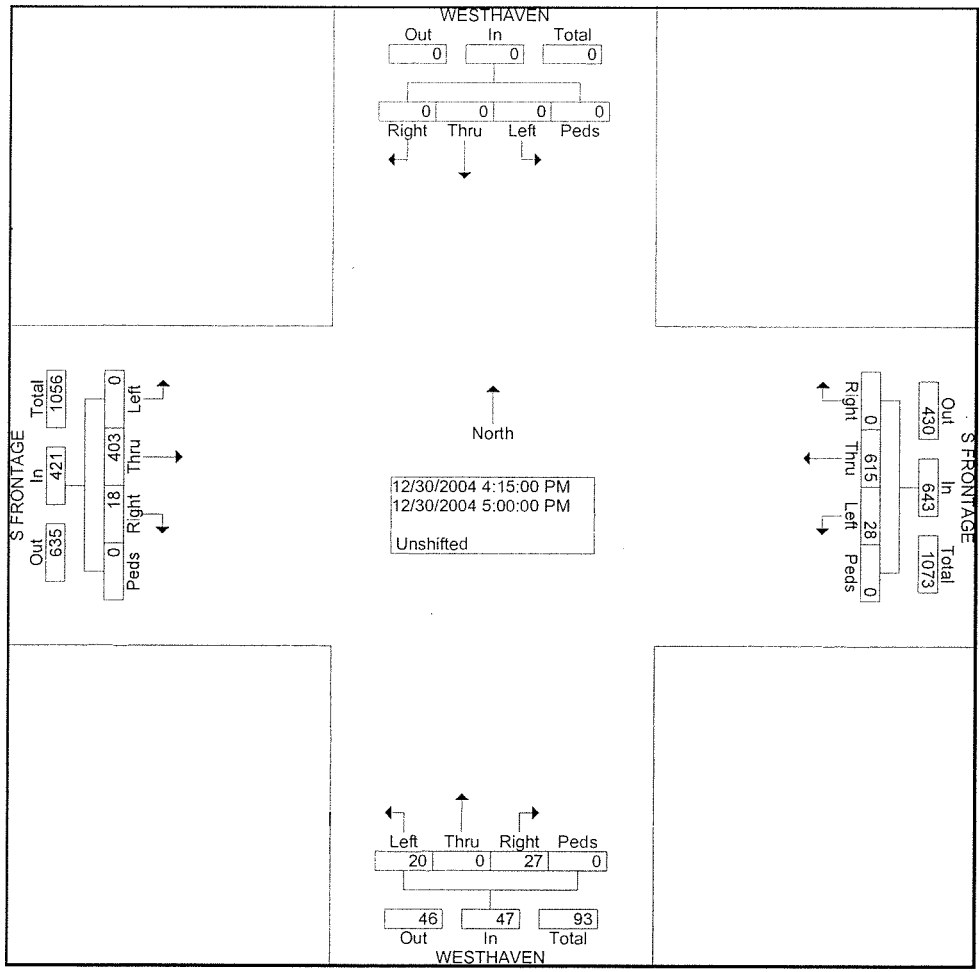 WESTHAVEN
Out In Total
0 0 0
0 0 0 0
Right Thru Left Peds
S FRONTAGE
Total In Out
1056 421 635
0 403 18 0
Left Thru Right Peds
North
12/30/2004 4:15:00 PM
12/30/2004 5:00:00 PM
Unshifted
Right Thru Left Peds
0 615 28 0
Out In Total
430 643 1073
S FRONTAGE
Left Thru Right Peds
20 0 27 0
46 47 93
Out In Total
WESTHAVEN